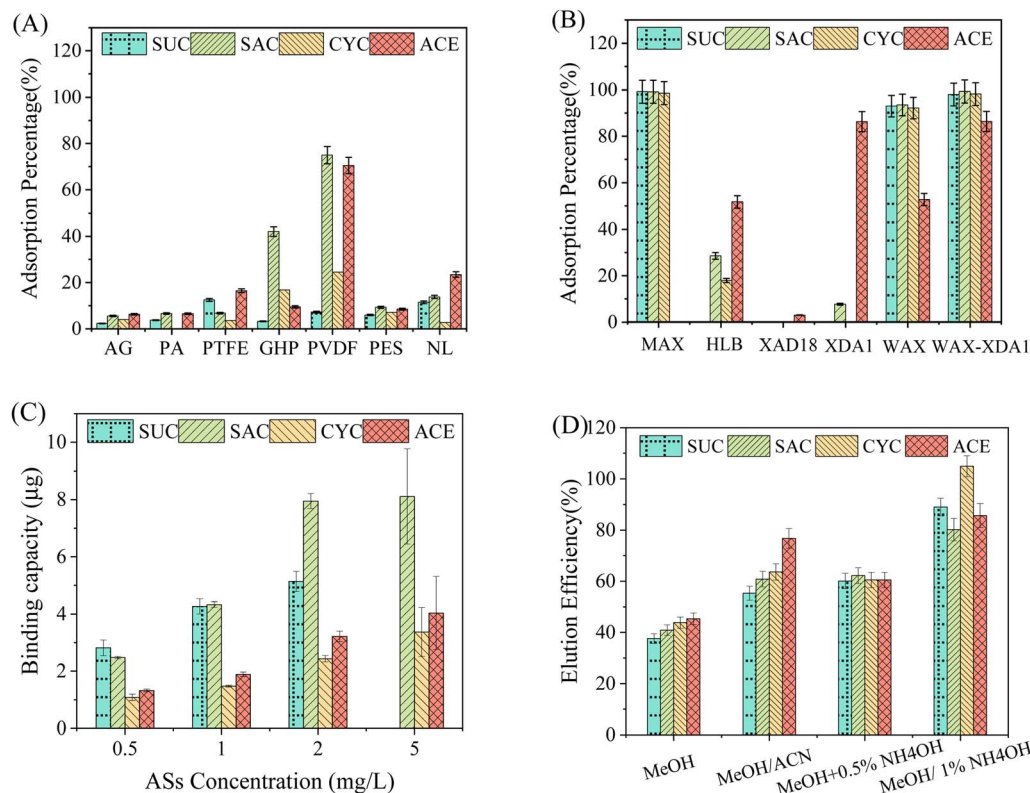 (A)
SUC SAC CYC ACE
Adsorption Percentage(%)
120
100
80
60
40
20
0
AG PA PTFE GHP PVDF PES NL
(B)
SUC SAC CYC ACE
Adsorption Percentage(%)
120
100
80
60
40
20
0
MAX HLB XAD18 XDA1 WAX WAX-XDA1
(C)
SUC SAC CYC ACE
Binding capacity (μg)
10
8
6
4
2
0
0.5 1 2 5
ASs Concentration (mg/L)
(D)
SUC SAC CYC ACE
Elution Efficiency(%)
120
100
80
60
40
20
0
MeOH MeOH/ACN MeOH+0.5% NH4OH MeOH/ 1% NH4OH